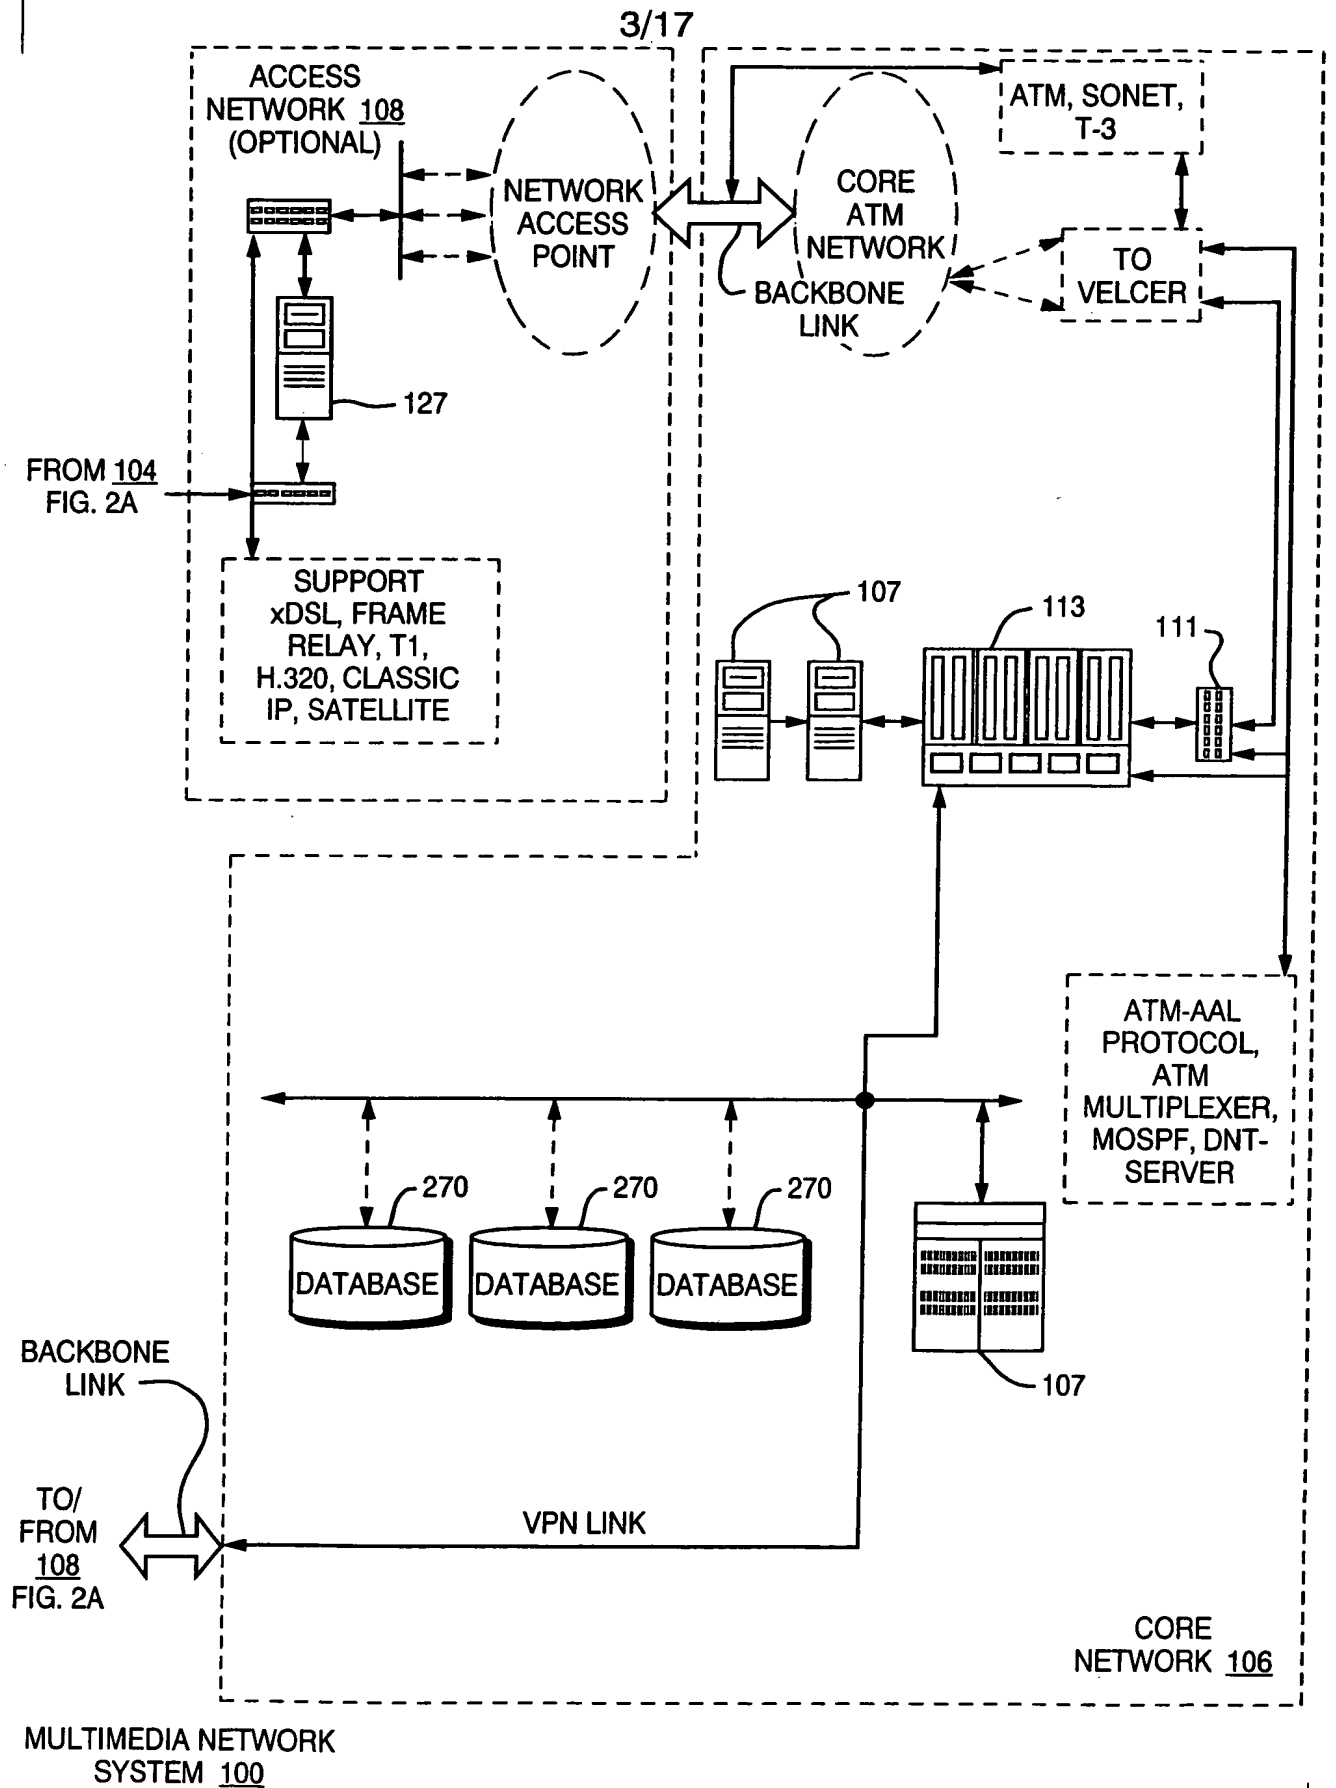 3/17
ACCESS
NETWORK 108
(OPTIONAL)
NETWORK
ACCESS
POINT
CORE
ATM
NETWORK
BACKBONE
LINK
ATM, SONET,
T-3
TO
VELCER
127
FROM 104
FIG. 2A
SUPPORT
xDSL, FRAME
RELAY, T1,
H.320, CLASSIC
IP, SATELLITE
107
113
111
ATM-AAL
PROTOCOL,
ATM
MULTIPLEXER,
MOSPF, DNT-
SERVER
270
270
270
DATABASE
DATABASE
DATABASE
107
BACKBONE
LINK
TO/
FROM
108
FIG. 2A
VPN LINK
CORE
NETWORK 106
MULTIMEDIA NETWORK
SYSTEM 100